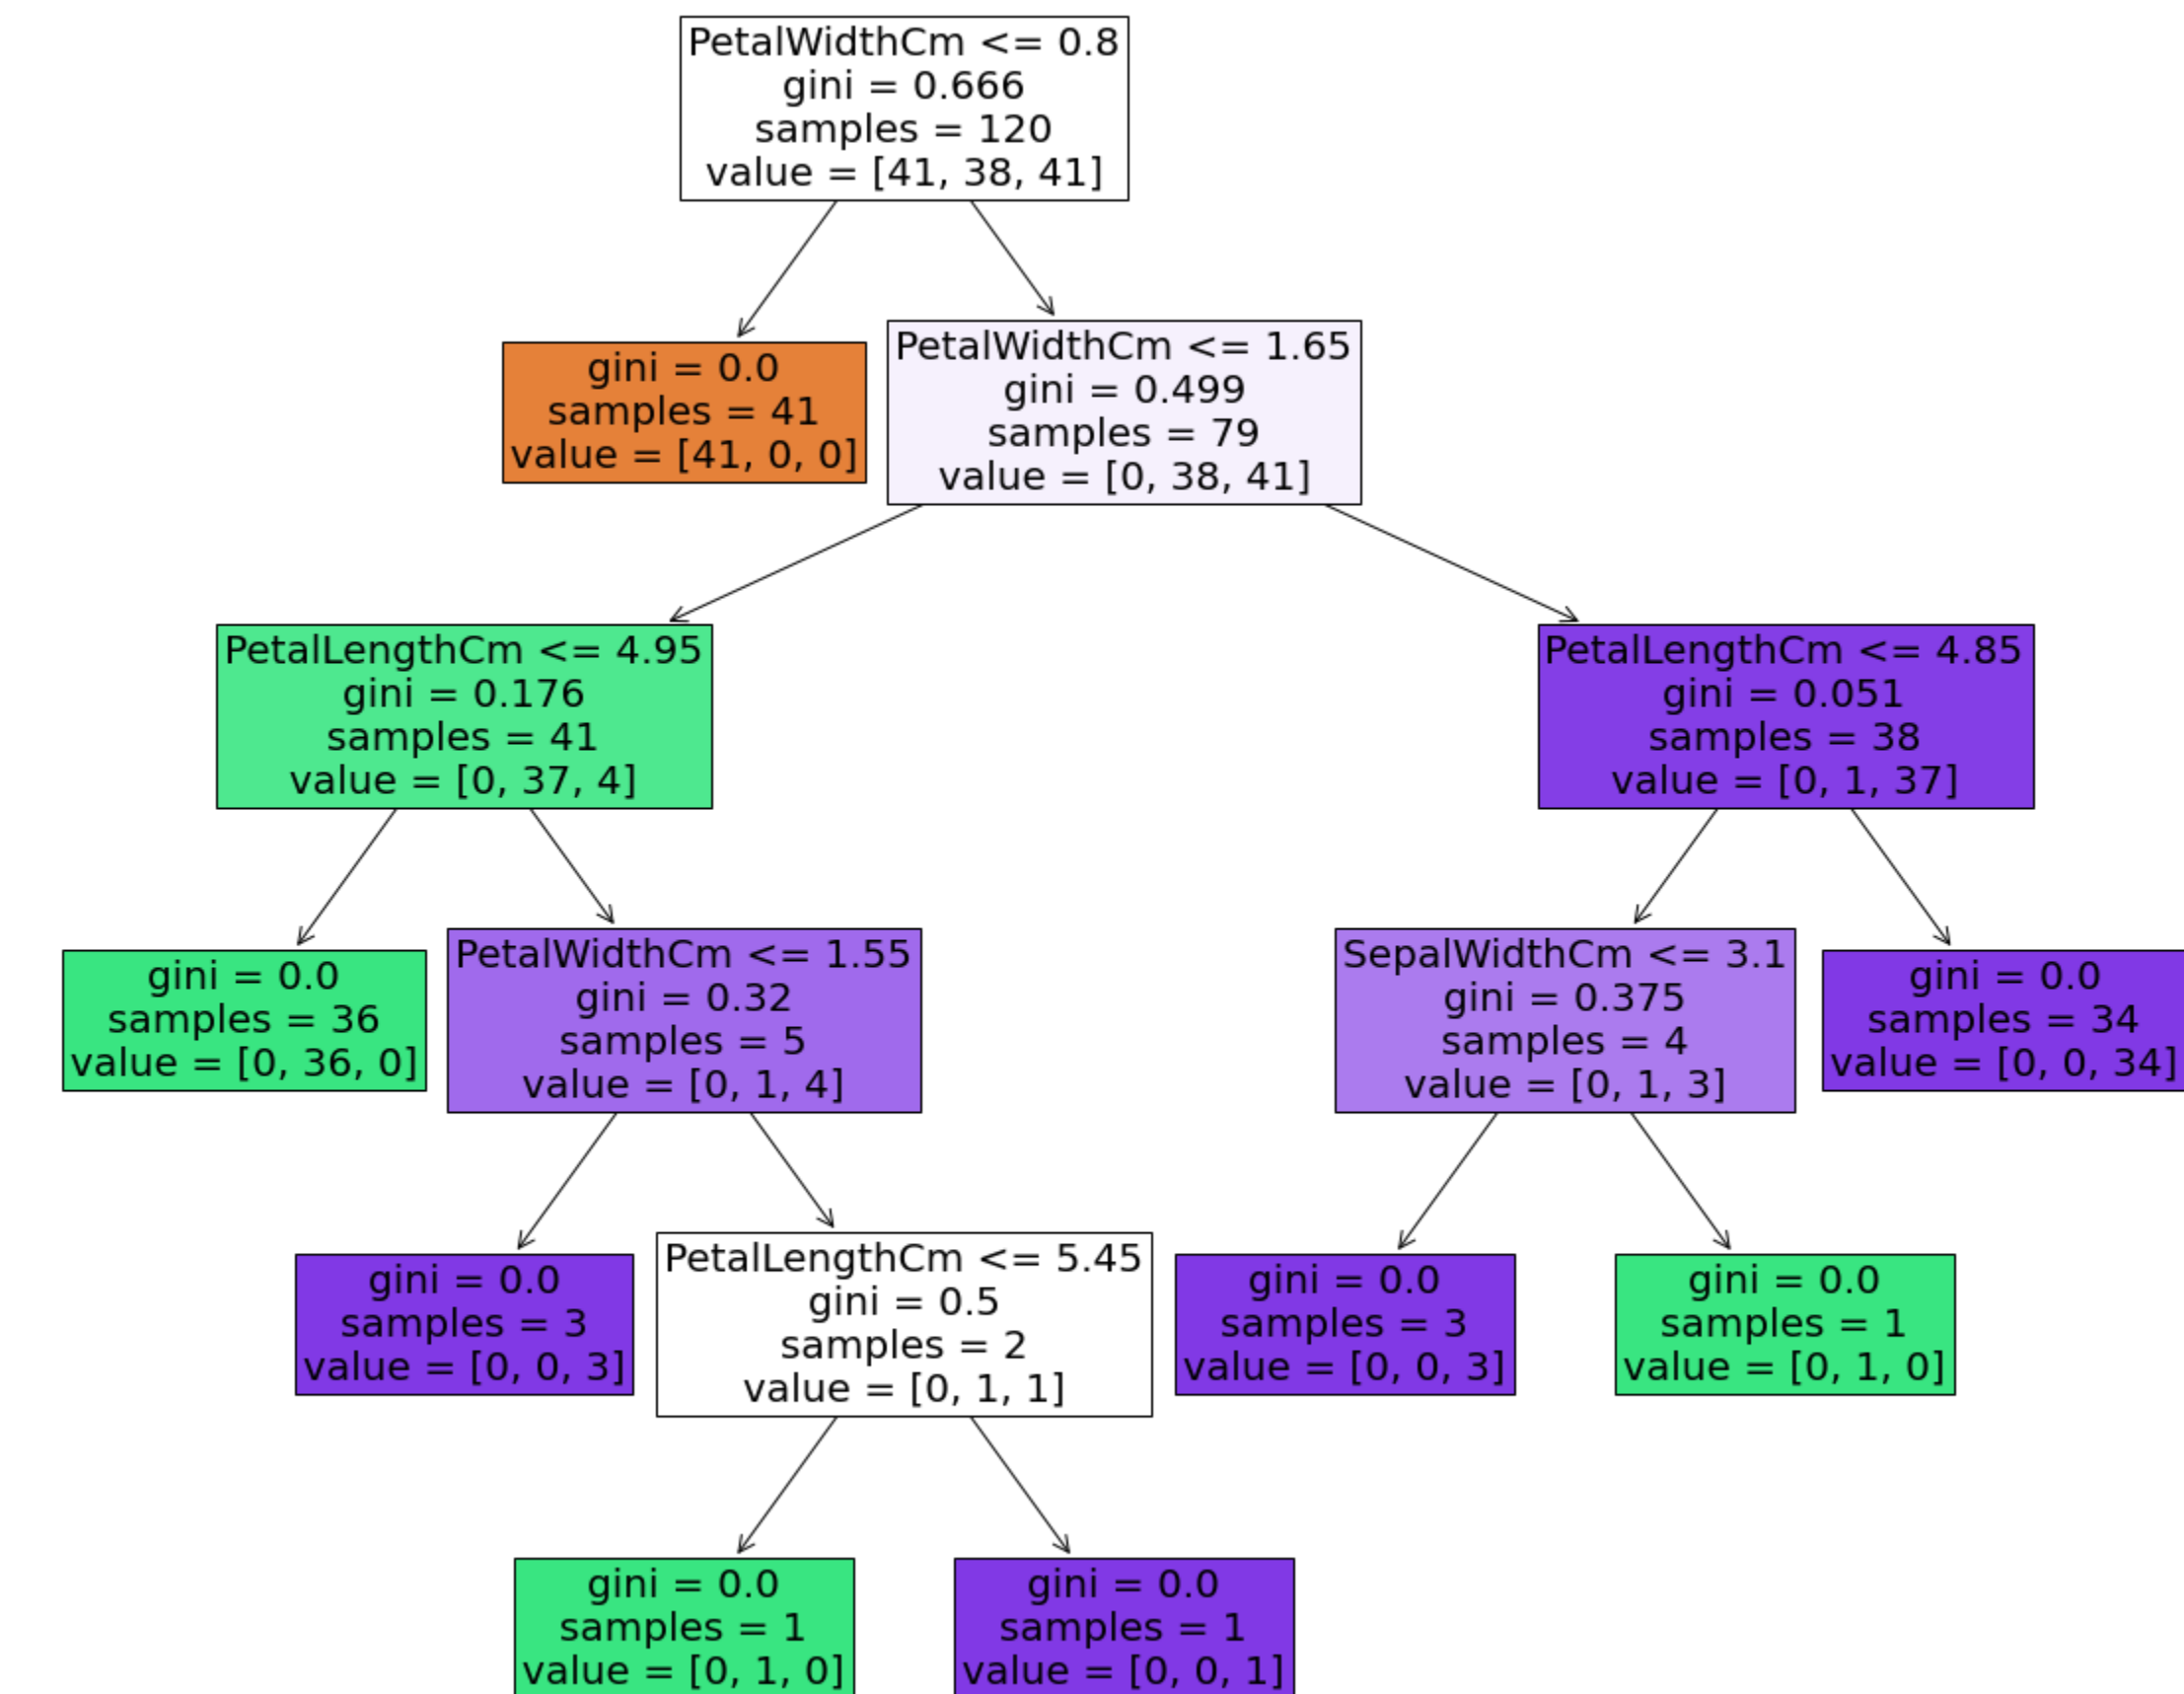 PetalWidthCm <= 0.8
gini = 0.666
samples = 120
value = [41, 38, 41]
gini = 0.0
samples = 41
value = [41, 0, 0]
PetalWidthCm <= 1.65
gini = 0.499
samples = 79
value = [0, 38, 41]
PetalLengthCm <= 4.95
gini = 0.176
samples = 41
value = [0, 37, 4]
PetalLengthCm <= 4.85
gini = 0.051
samples = 38
value = [0, 1, 37]
gini = 0.0
samples = 36
value = [0, 36, 0]
PetalWidthCm <= 1.55
gini = 0.32
samples = 5
value = [0, 1, 4]
SepalWidthCm <= 3.1
gini = 0.375
samples = 4
value = [0, 1, 3]
gini = 0.0
samples = 34
value = [0, 0, 34]
gini = 0.0
samples = 3
value = [0, 0, 3]
PetalLengthCm <= 5.45
gini = 0.5
samples = 2
value = [0, 1, 1]
gini = 0.0
samples = 3
value = [0, 0, 3]
gini = 0.0
samples = 1
value = [0, 1, 0]
gini = 0.0
samples = 1
value = [0, 1, 0]
gini = 0.0
samples = 1
value = [0, 0, 1]